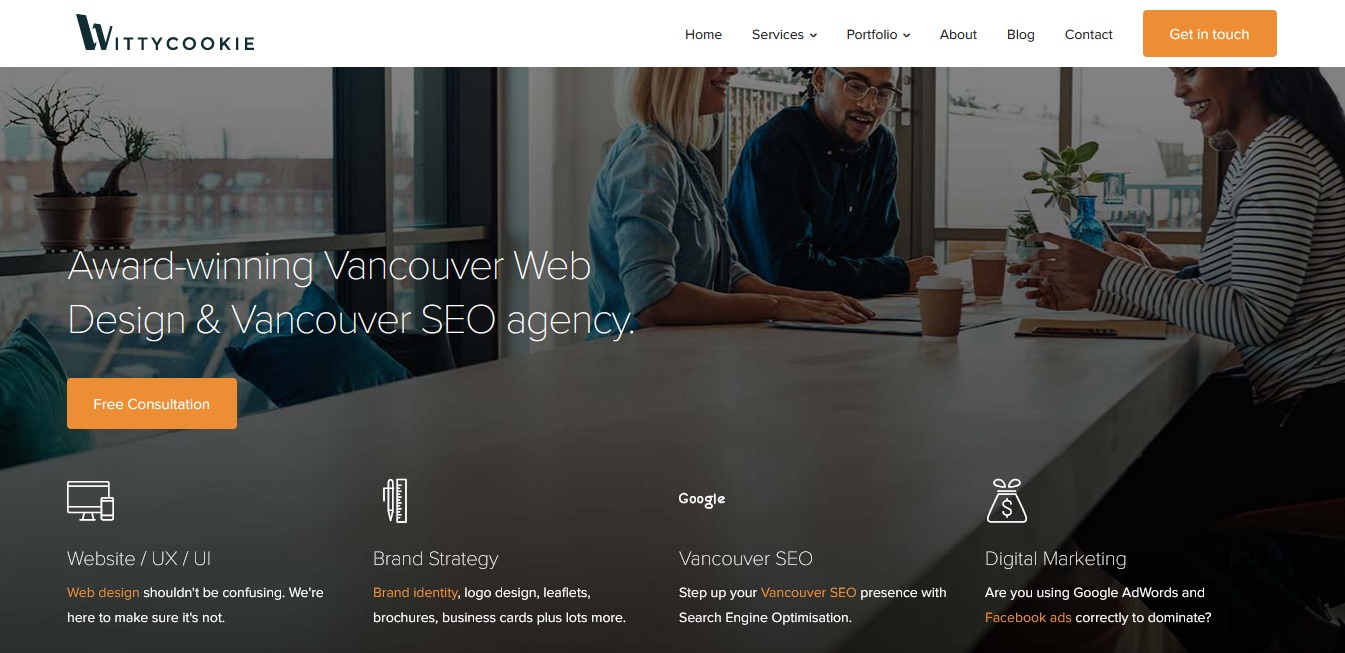 WITTYCOOKIE
Home Services Portfolio About Blog Contact Get in touch
Award-winning Vancouver Web
Design & Vancouver SEO agency.
Free Consultation
Google
$
Website / UX / UI
Web design shouldn't be confusing. We're
here to make sure it's not.
Brand Strategy
Brand identity, logo design, leaflets,
brochures, business cards plus lots more.
Vancouver SEO
Step up your Vancouver SEO presence with
Search Engine Optimisation.
Digital Marketing
Are you using Google AdWords and
Facebook ads correctly to dominate?